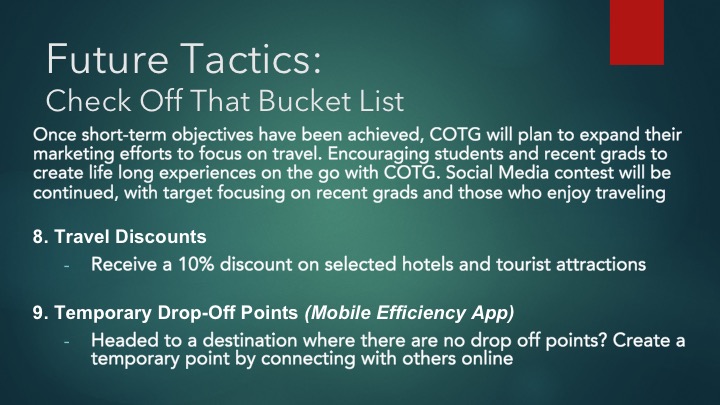 Future Tactics:
Check Off That Bucket List
Once short-term objectives have been achieved, COTG will plan to expand their
marketing efforts to focus on travel. Encouraging students and recent grads to
create life long experiences on the go with COTG. Social Media contest will be
continued, with target focusing on recent grads and those who enjoy traveling
8. Travel Discounts
- Receive a 10% discount on selected hotels and tourist attractions
9. Temporary Drop-Off Points (Mobile Efficiency App)
- Headed to a destination where there are no drop off points? Create a
temporary point by connecting with others online